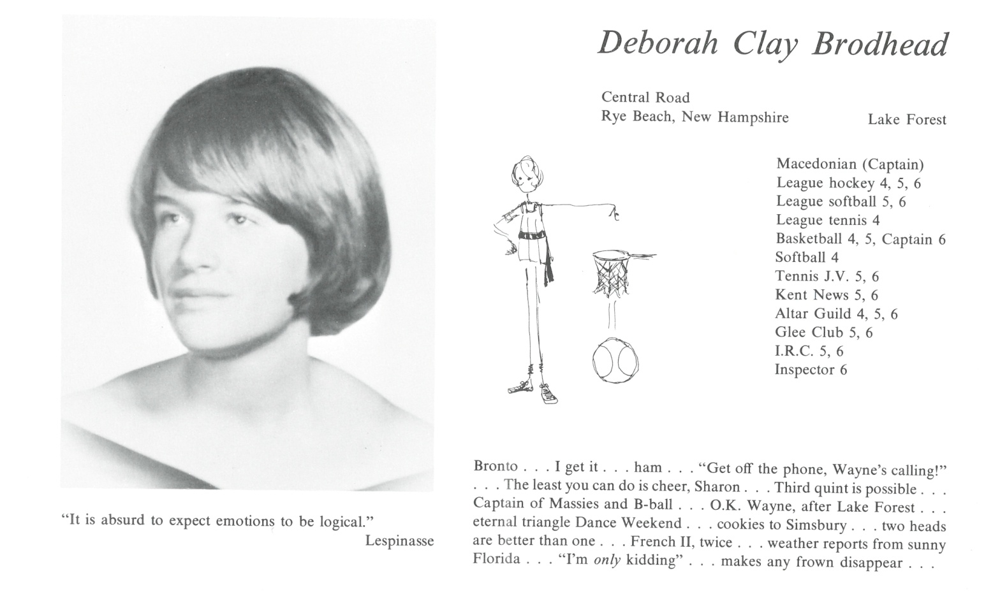 Deborah Clay Brodhead
Central Road
Rye Beach, New Hampshire Lake Forest
Macedonian (Captain)
League hockey 4, 5, 6
League softball 5, 6
League tennis 4
Basketball 4, 5, Captain 6
Softball 4
Tennis J.V. 5, 6
Kent News 5, 6
Altar Guild 4, 5, 6
Glee Club 5, 6
I.R.C. 5, 6
Inspector 6
“It is absurd to expect emotions to be logical.”
Lespinasse
Bronto . . . I get it . . . ham . . . “Get off the phone, Wayne’s calling!”
. . . The least you can do is cheer, Sharon . . . Third quint is possible . . .
Captain of Massies and B-ball . . . O.K. Wayne, after Lake Forest . . .
eternal triangle Dance Weekend . . . cookies to Simsbury . . . two heads
are better than one . . . French II, twice . . . weather reports from sunny
Florida . . . “I’m only kidding” . . . makes any frown disappear . . .